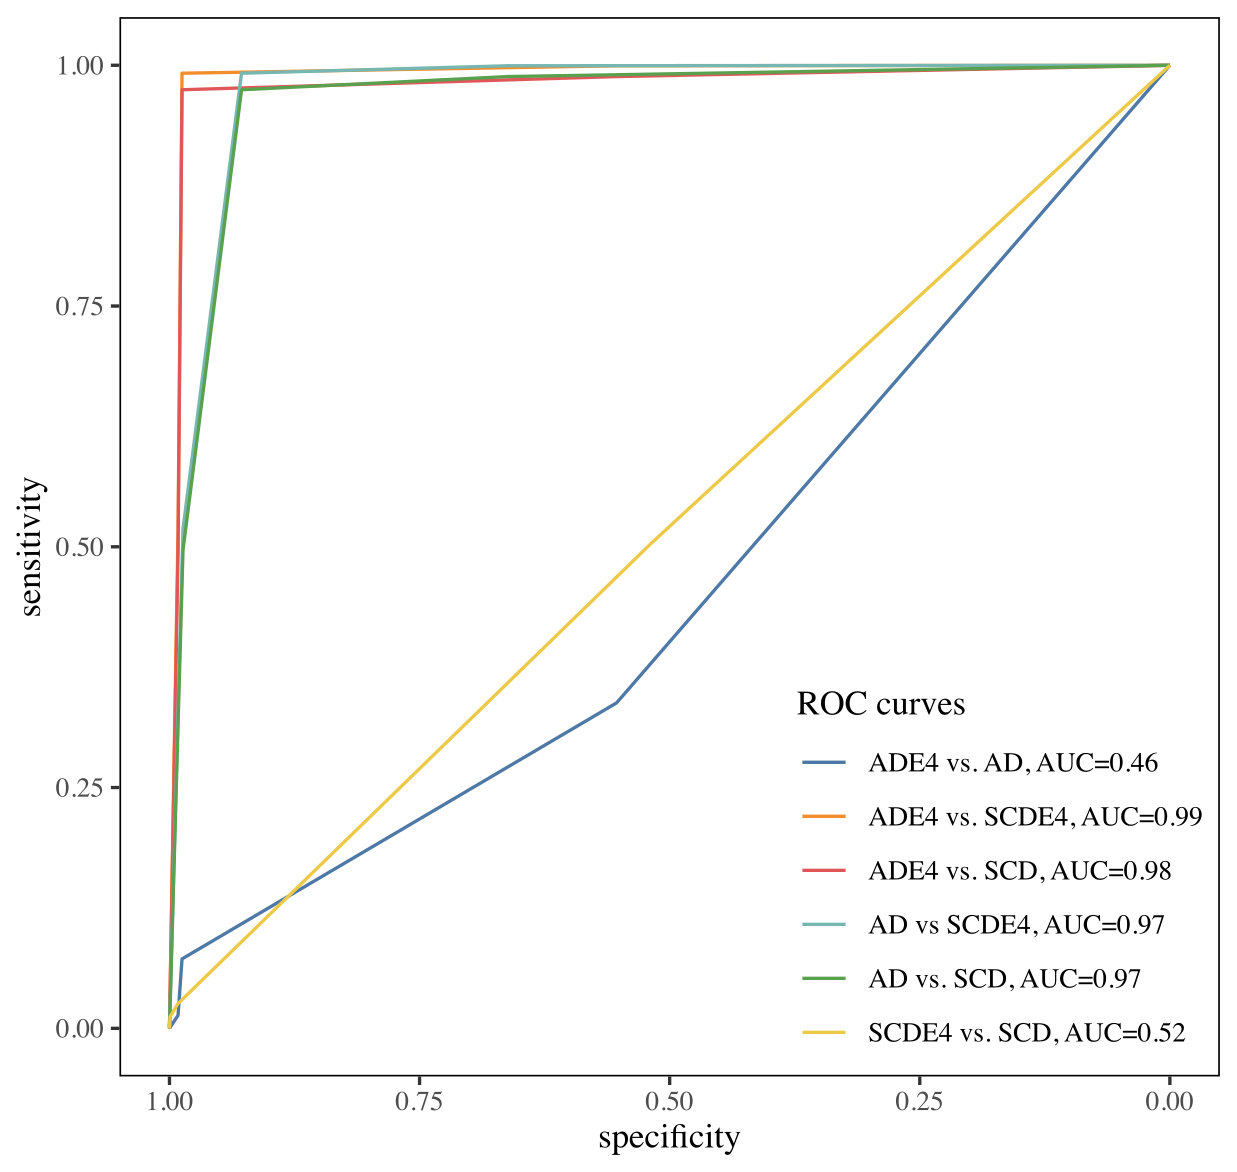 1.00
0.75
0.50
0.25
0.00
sensitivity
ROC curves
ADE4 vs. AD, AUC=0.46
ADE4 vs. SCDE4, AUC=0.99
ADE4 vs. SCD, AUC=0.98
AD vs SCDE4, AUC=0.97
AD vs. SCD, AUC=0.97
SCDE4 vs. SCD, AUC=0.52
1.00 0.75 0.50 0.25 0.00
specificity